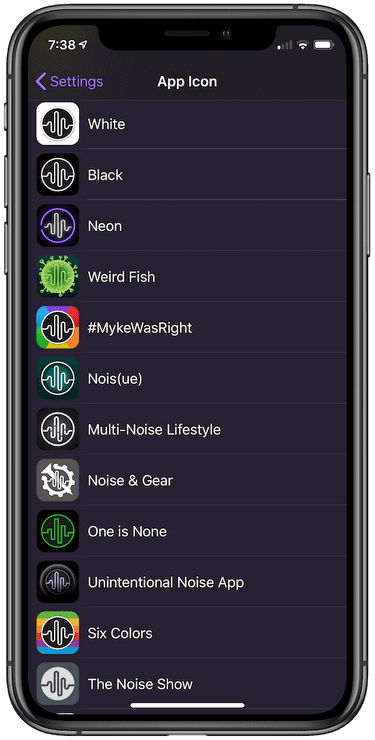 7:38
Settings
App Icon
White
Black
Neon
Weird Fish
#MykeWasRight
Nois(ue)
Multi-Noise Lifestyle
Noise & Gear
One is None
Unintentional Noise App
Six Colors
The Noise Show